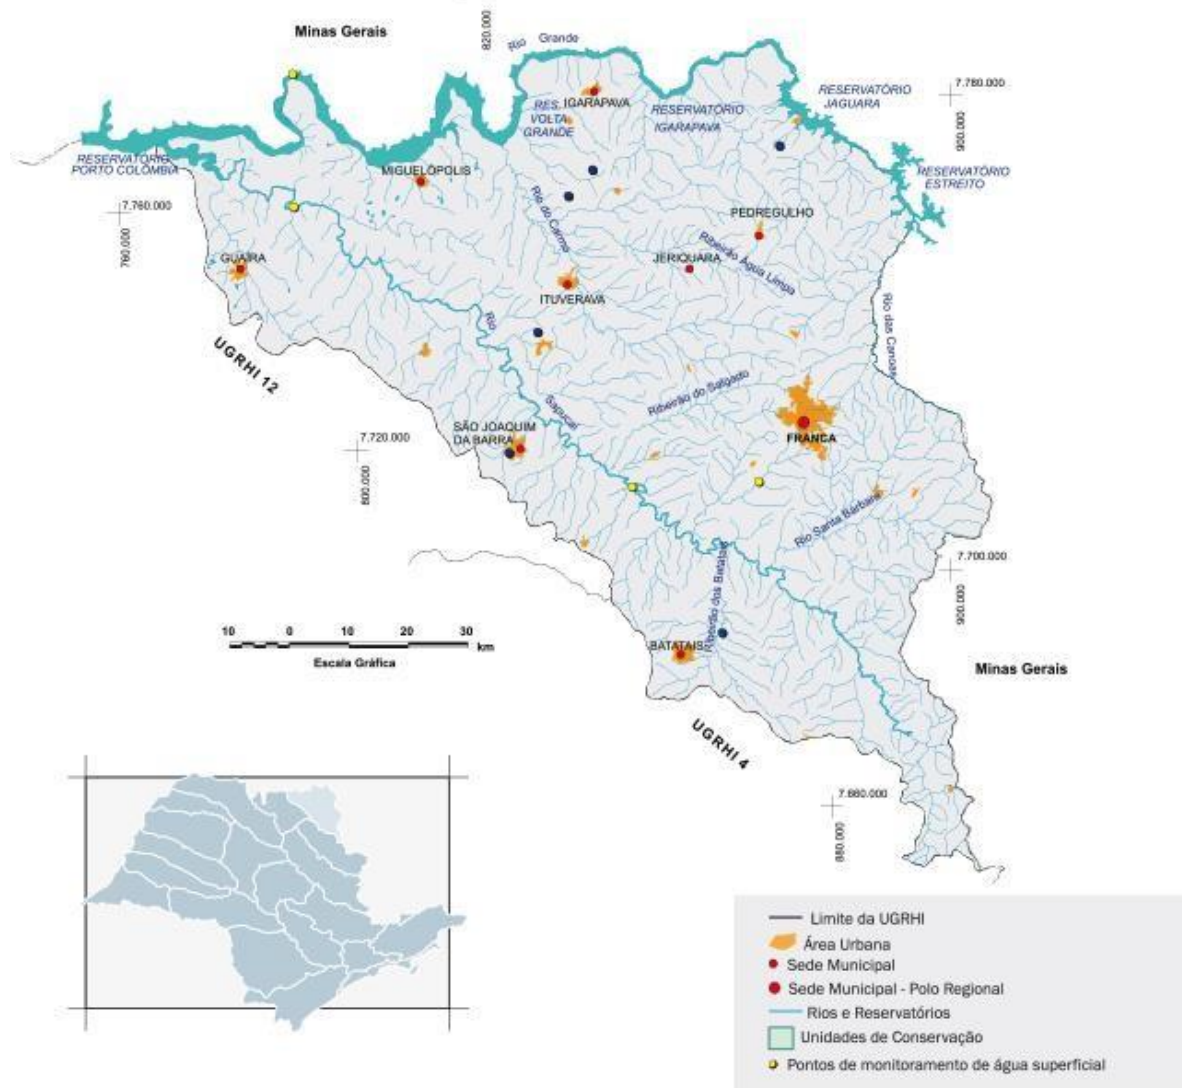 Minas Gerais
820.000
Rio Grande
7.780.000
900.000
RESERVATÓRIO
JAGUARA
IGARAPAVA
RES.
VOLTA
GRANDE
RESERVATÓRIO
IGARAPAVA
RESERVATÓRIO
PORTO COLÔMBIA
MIGUELÓPOLIS
RESERVATÓRIO
ESTREITO
7.760.000
760.000
Rio do Carmo
PEDREGULHO
Ribeirão Água Limpa
JERIQUARA
GUAÍRA
ITUVERAVA
Rio
Sapucaí
Rio das Canoas
UGRHI 12
Ribeirão do Salgado
FRANCA
SÃO JOAQUIM
DA BARRA
7.720.000
800.000
Rio Santa Bárbara
Ribeirão dos Batatais
7.700.000
900.000
10 0 10 20 30
km
Escala Gráfica
BATATAIS
Minas Gerais
UGRHI 4
7.660.000
880.000
Limite da UGRHI
Área Urbana
Sede Municipal
Sede Municipal - Polo Regional
Rios e Reservatórios
Unidades de Conservação
Pontos de monitoramento de água superficial